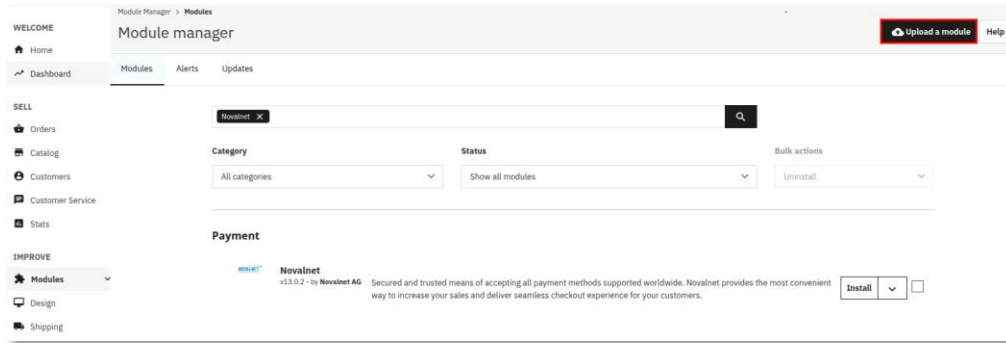 Module Manager > Modules
Module manager
Upload a module
Help
WELCOME
Home
Dashboard
SELL
Orders
Catalog
Customers
Customer Service
Stats
IMPROVE
Modules
Design
Shipping
Modules Alerts Updates
Novalnet X
Category
All categories
Status
Show all modules
Bulk actions
Uninstall
Payment
NOVALNET
Novalnet
v13.0.2 - by Novalnet AG
Secured and trusted means of accepting all payment methods supported worldwide. Novalnet provides the most convenient
way to increase your sales and deliver seamless checkout experience for your customers.
Install